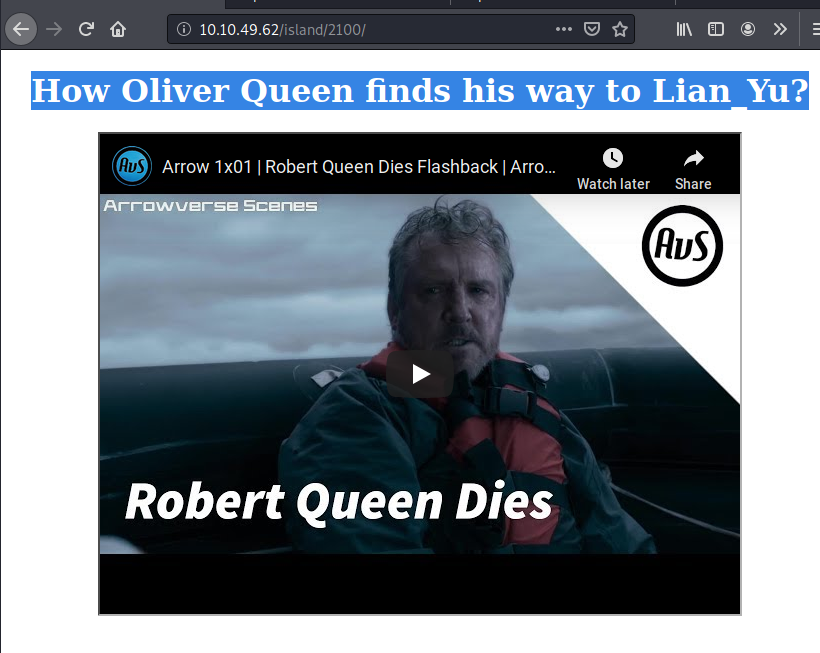 10.10.49.62/island/2100/
How Oliver Queen finds his way to Lian_Yu?
AvS
Arrow 1x01 | Robert Queen Dies Flashback | Arro...
Watch later
Share
Arrowverse Scenes
AvS
Robert Queen Dies